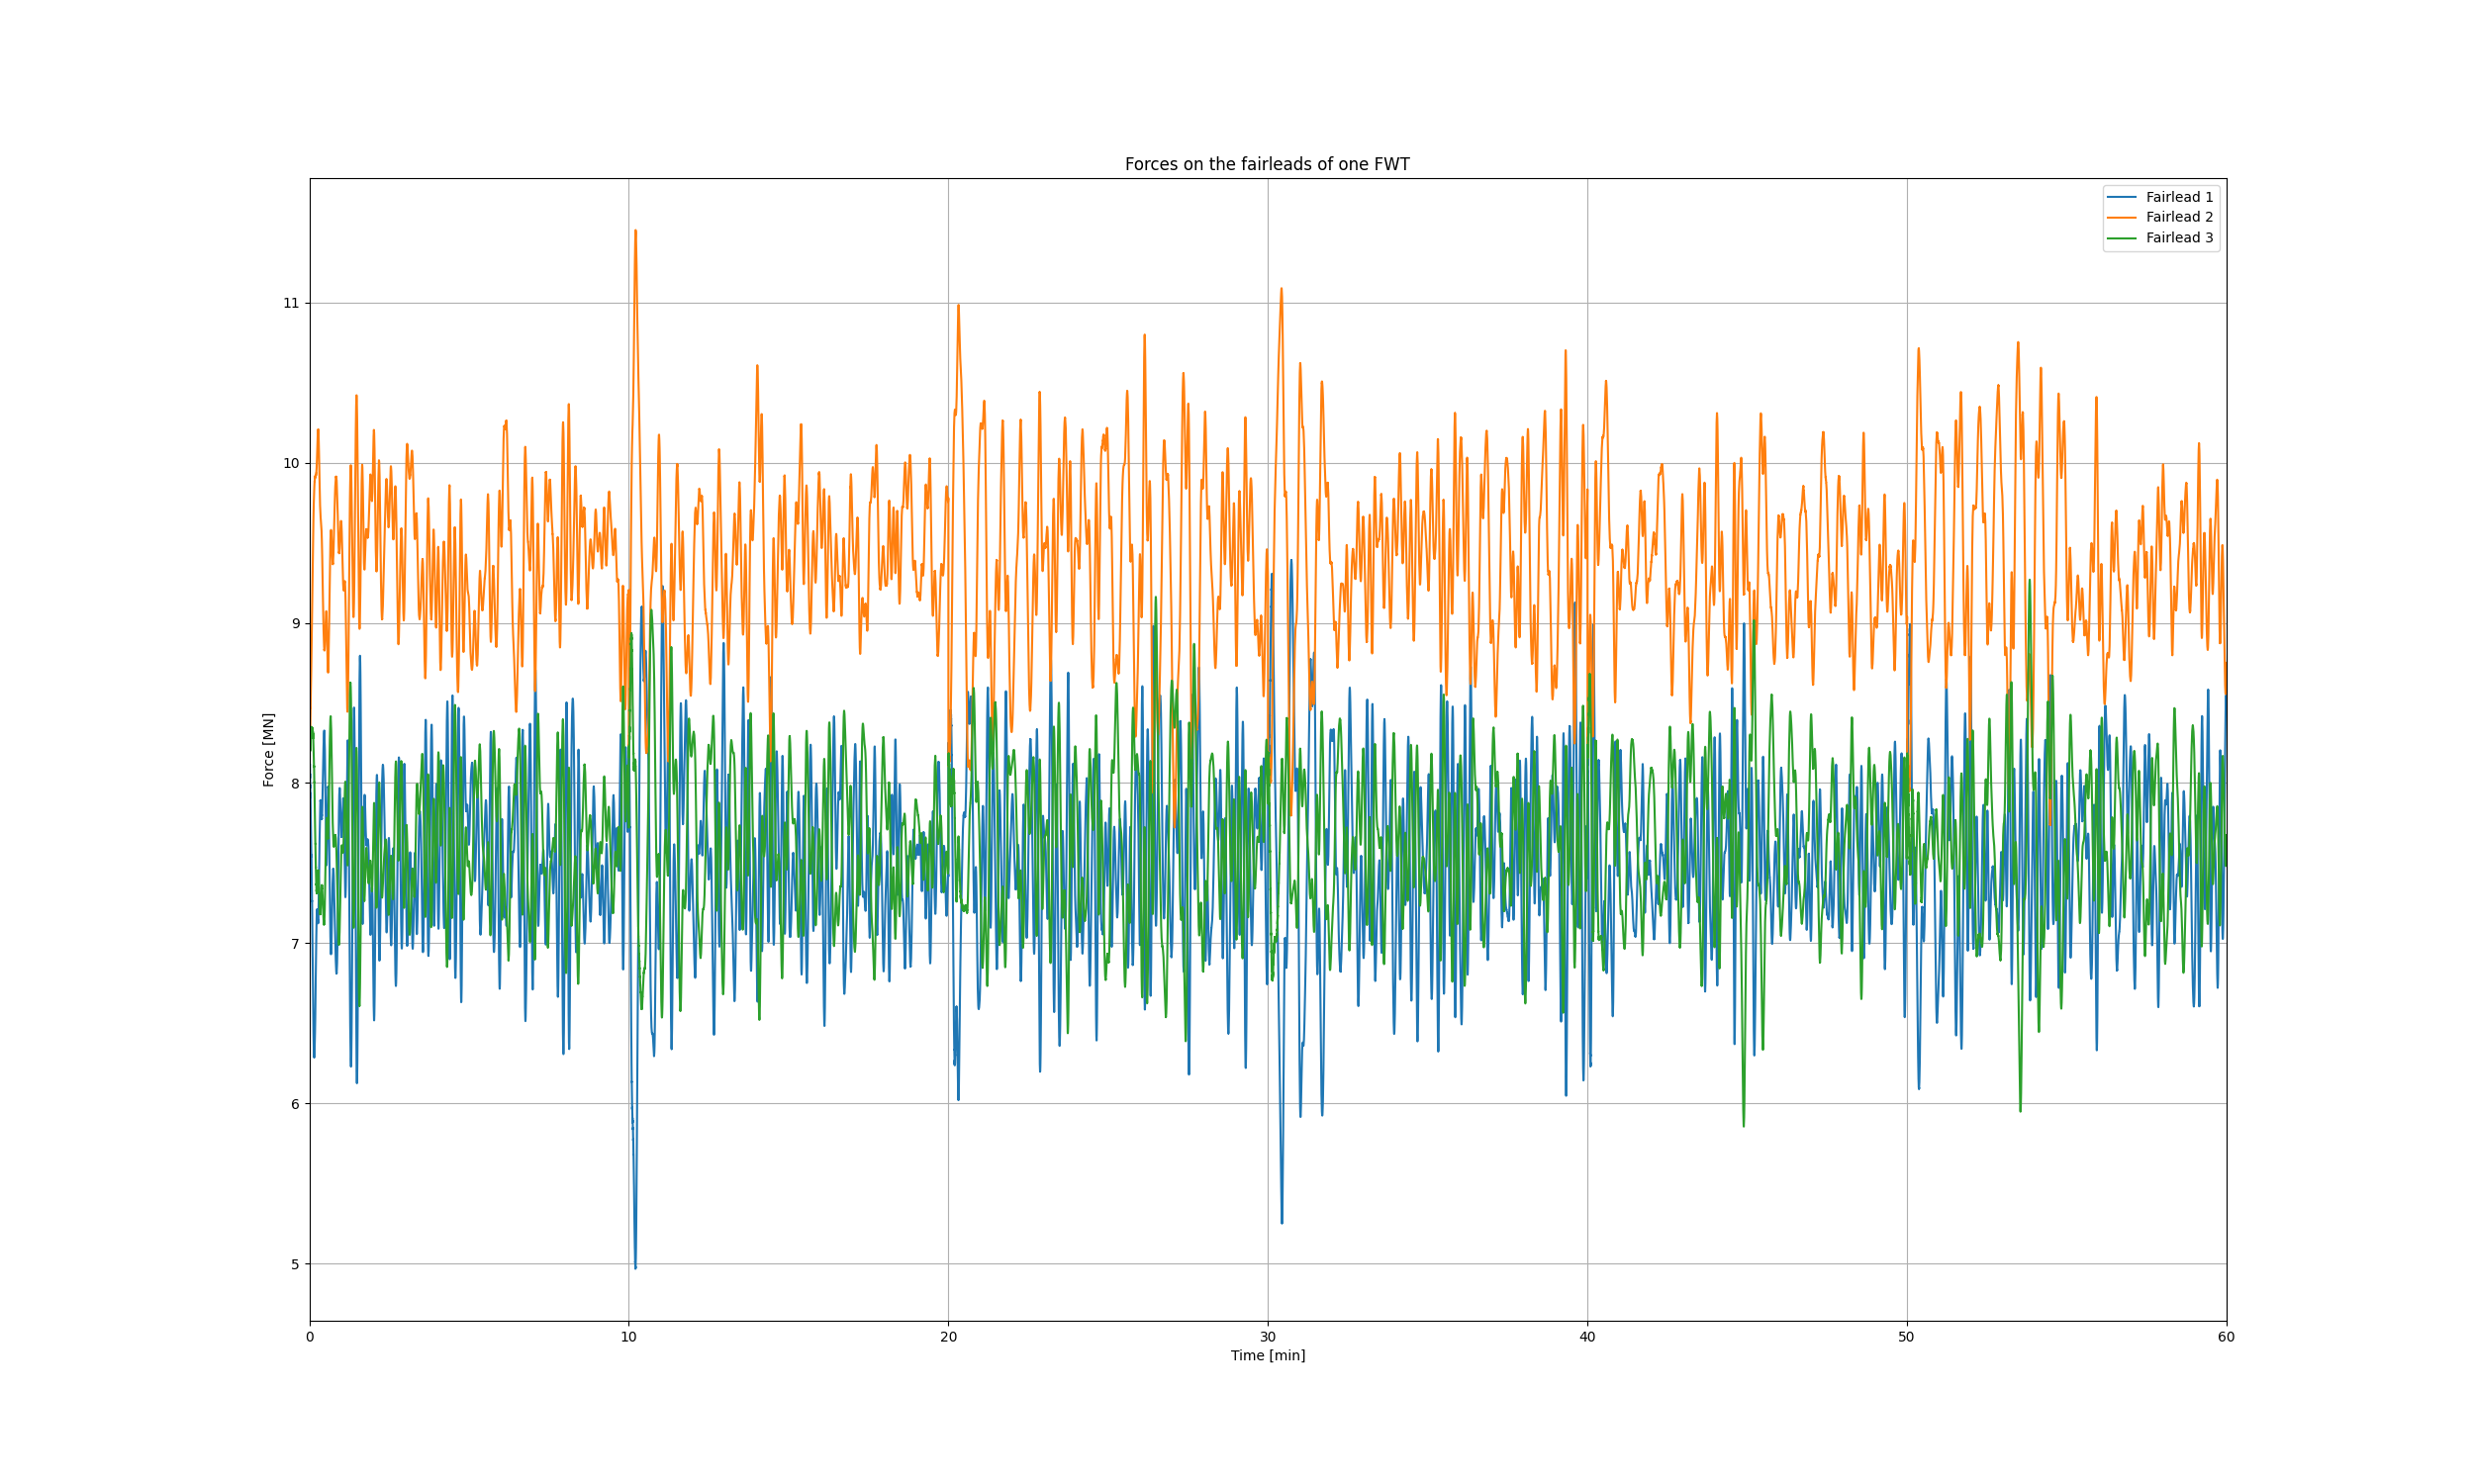 Forces on the fairleads of one FWT
Fairlead 1
Fairlead 2
Fairlead 3
Force [MN]
11
10
9
8
7
6
5
0 10 20 30 40 50 60
Time [min]